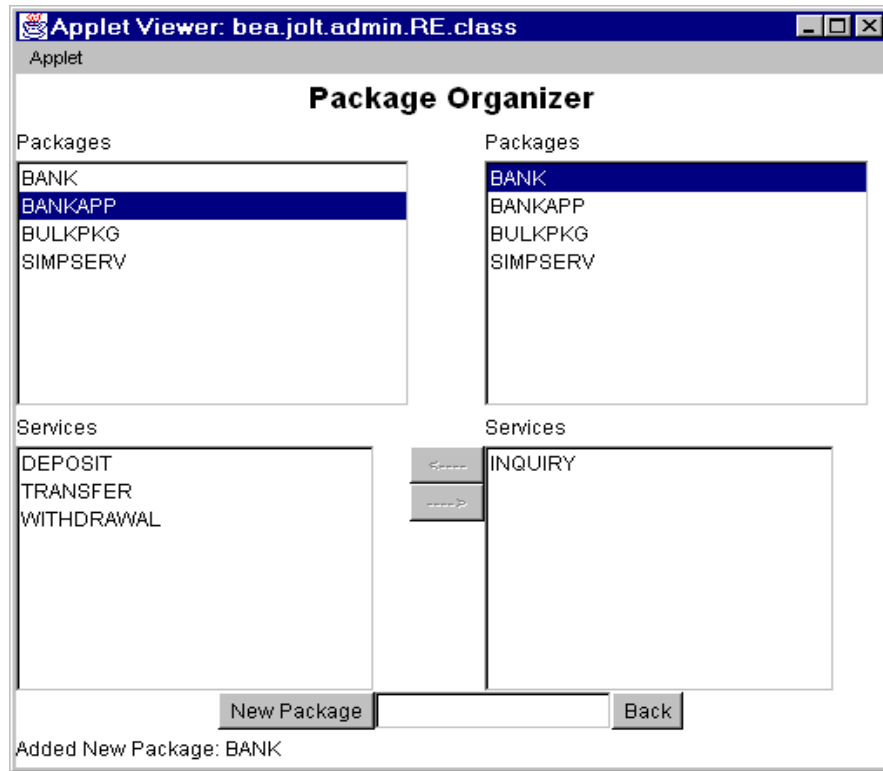 Applet Viewer: bea.jolt.admin.RE.class
Applet
Package Organizer
Packages
BANK
BANKAPP
BULKPKG
SIMPSERV
Packages
BANK
BANKAPP
BULKPKG
SIMPSERV
Services
DEPOSIT
TRANSFER
WITHDRAWAL
<----
---->
Services
INQUIRY
New Package
Back
Added New Package: BANK